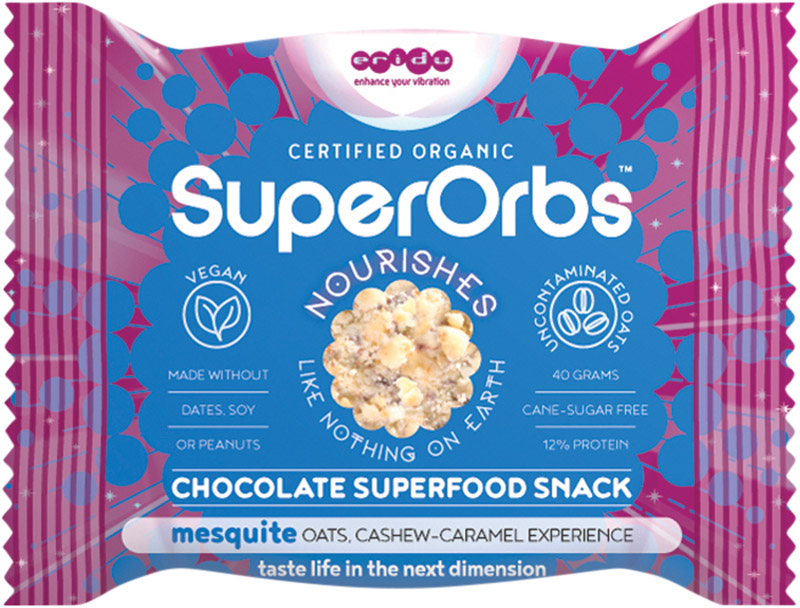 eridu
enhance your vibration
CERTIFIED ORGANIC
SuperOrbs™
NOURISHES
LIKE NOTHING ON EARTH
VEGAN
MADE WITHOUT
DATES, SOY
OR PEANUTS
UNCONTAMINATED OATS
40 GRAMS
CANE-SUGAR FREE
12% PROTEIN
CHOCOLATE SUPERFOOD SNACK
mesquite OATS, CASHEW-CARAMEL EXPERIENCE
taste life in the next dimension